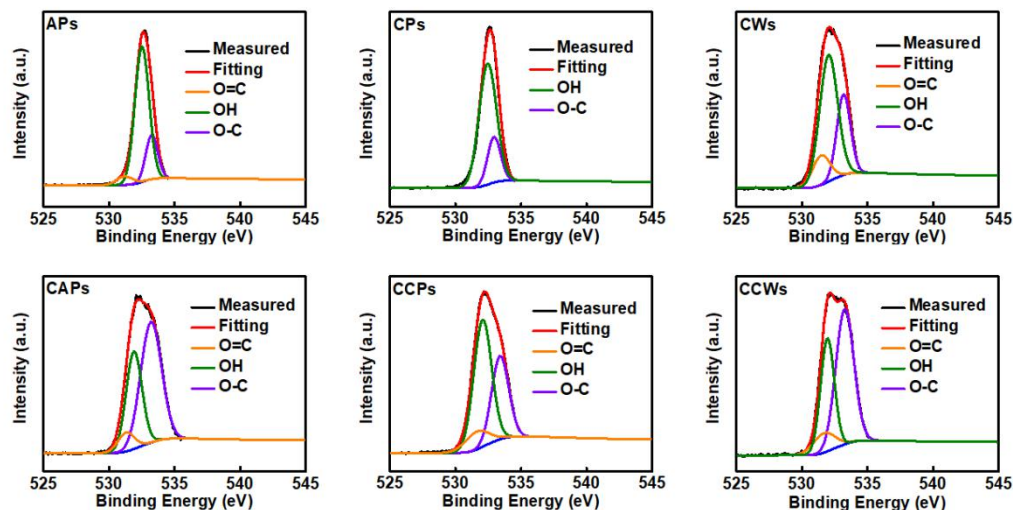 APs
Measured
Fitting
O=C
OH
O-C
Intensity (a.u.)
525 530 535 540 545
Binding Energy (eV)
CPs
Measured
Fitting
OH
O-C
Intensity (a.u.)
525 530 535 540 545
Binding Energy (eV)
CWs
Measured
Fitting
O=C
OH
O-C
Intensity (a.u.)
525 530 535 540 545
Binding Energy (eV)
CAPs
Measured
Fitting
O=C
OH
O-C
Intensity (a.u.)
525 530 535 540 545
Binding Energy (eV)
CCPs
Measured
Fitting
O=C
OH
O-C
Intensity (a.u.)
525 530 535 540 545
Binding Energy (eV)
CCWs
Measured
Fitting
O=C
OH
O-C
Intensity (a.u.)
525 530 535 540 545
Binding Energy (eV)